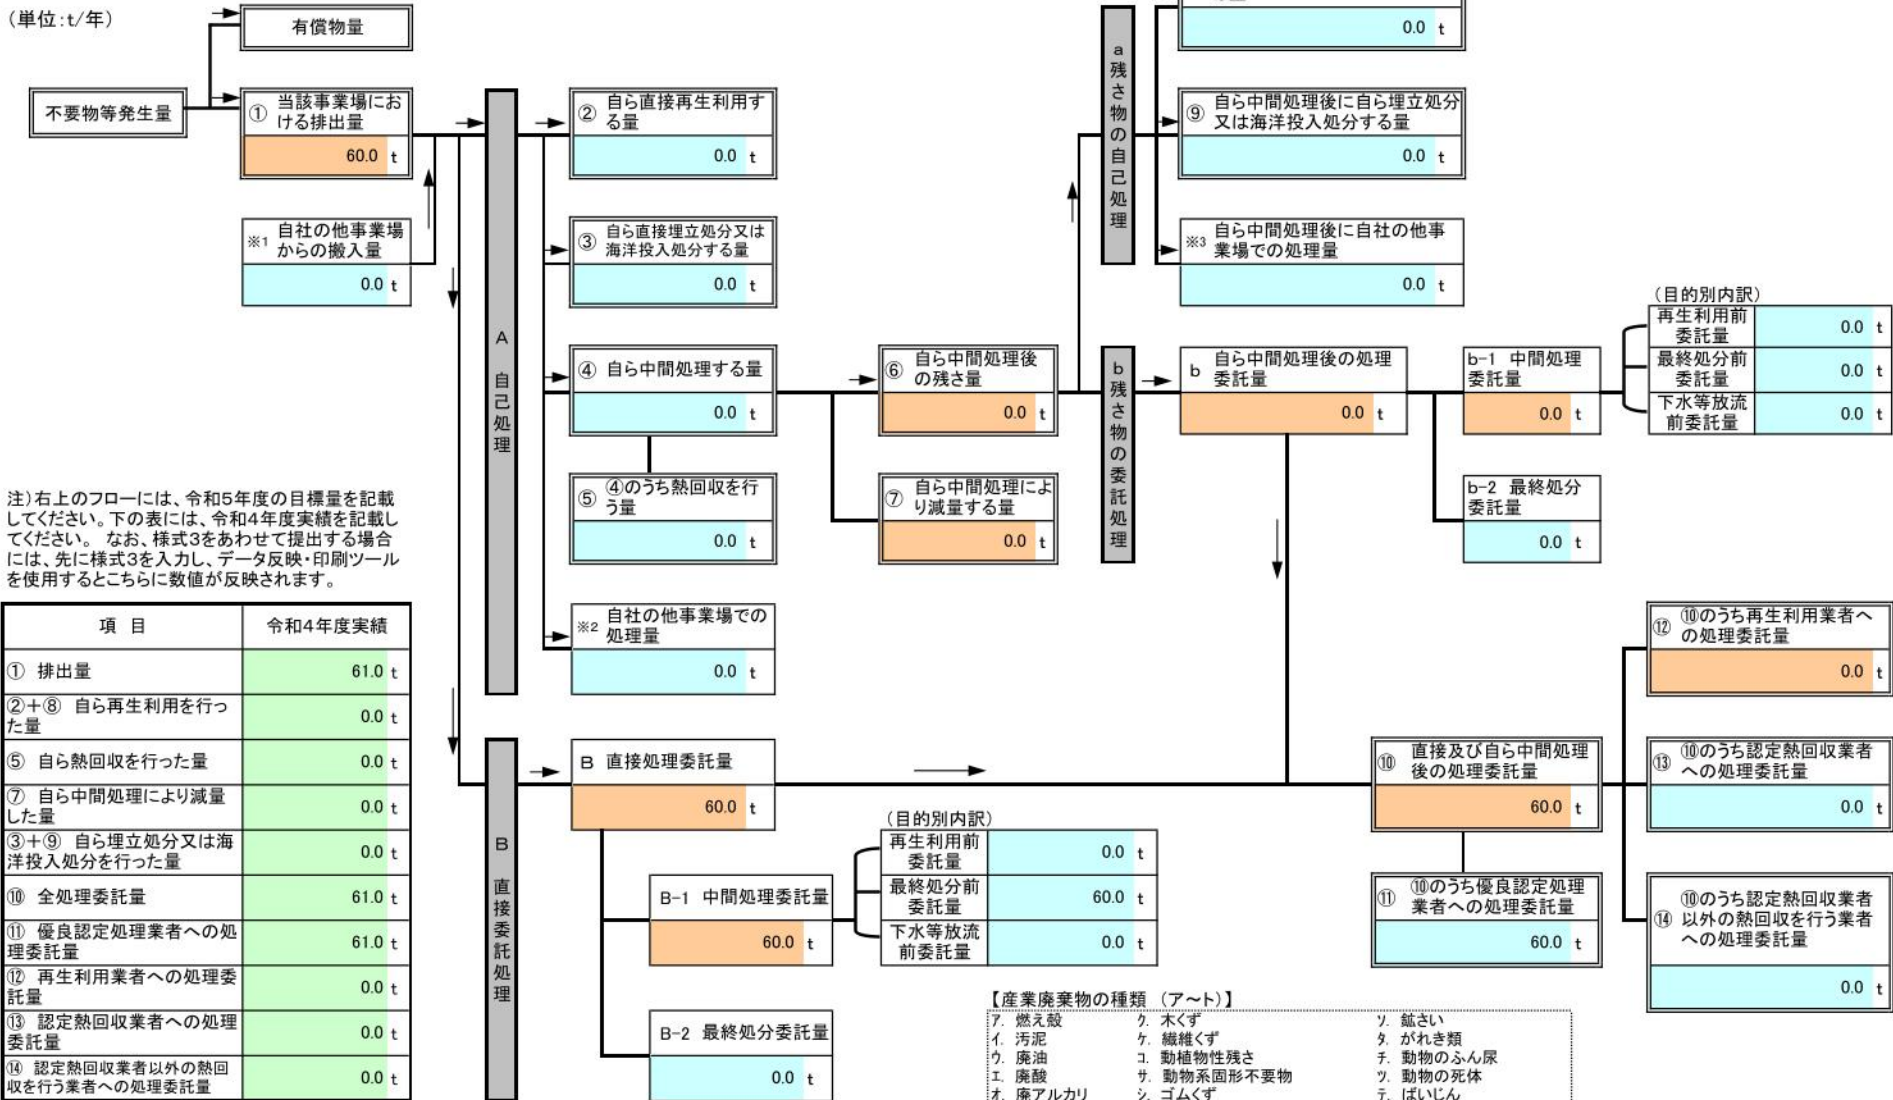 (単位:t/年)
有償物量
不要物等発生量
① 当該事業場にお
ける排出量
60.0 t
※1 自社の他事業場
からの搬入量
0.0 t
A 自己処理
② 自ら直接再生利用す
る量
0.0 t
③ 自ら直接埋立処分又は
海洋投入処分する量
0.0 t
④ 自ら中間処理する量
0.0 t
⑤ ④のうち熱回収を行
う量
0.0 t
※2 自社の他事業場での
処理量
0.0 t
⑥ 自ら中間処理後
の残さ量
0.0 t
⑦ 自ら中間処理によ
り減量する量
0.0 t
a 残さ物の自己処理
0.0 t
⑨ 自ら中間処理後に自ら埋立処分
又は海洋投入処分する量
0.0 t
※3 自ら中間処理後に自社の他事
業場での処理量
0.0 t
b 残さ物の委託処理
b 自ら中間処理後の処理
委託量
0.0 t
b-1 中間処理
委託量
0.0 t
(目的別内訳)
再生利用前
委託量
0.0 t
最終処分前
委託量
0.0 t
下水等放流
前委託量
0.0 t
b-2 最終処分
委託量
0.0 t
注)右上のフローには、令和5年度の目標量を記載
してください。下の表には、令和4年度実績を記載し
てください。 なお、様式3をあわせて提出する場合
には、先に様式3を入力し、データ反映・印刷ツール
を使用するとこちらに数値が反映されます。
項 目 令和4年度実績
① 排出量 61.0 t
②+⑧ 自ら再生利用を行っ
た量 0.0 t
⑤ 自ら熱回収を行った量 0.0 t
⑦ 自ら中間処理により減量
した量 0.0 t
③+⑨ 自ら埋立処分又は海
洋投入処分を行った量 0.0 t
⑩ 全処理委託量 61.0 t
⑪ 優良認定処理業者への処
理委託量 61.0 t
⑫ 再生利用業者への処理委
託量 0.0 t
⑬ 認定熱回収業者への処理
委託量 0.0 t
⑭ 認定熱回収業者以外の熱回
収を行う業者への処理委託量 0.0 t
B 直接委託処理
B 直接処理委託量
60.0 t
B-1 中間処理委託量
60.0 t
(目的別内訳)
再生利用前
委託量
0.0 t
最終処分前
委託量
60.0 t
下水等放流
前委託量
0.0 t
B-2 最終処分委託量
0.0 t
⑩ 直接及び自ら中間処理
後の処理委託量
60.0 t
⑪ ⑩のうち優良認定処理
業者への処理委託量
60.0 t
⑫ ⑩のうち再生利用業者へ
の処理委託量
0.0 t
⑬ ⑩のうち認定熱回収業者
への処理委託量
0.0 t
⑭ ⑩のうち認定熱回収業者
以外の熱回収を行う業者
への処理委託量
0.0 t
【産業廃棄物の種類 (ア~ト)】
ア. 燃え殻 ク. 木くず ソ. 鉱さい
イ. 汚泥 ケ. 繊維くず タ. がれき類
ウ. 廃油 コ. 動植物性残さ チ. 動物のふん尿
エ. 廃酸 サ. 動物系固形不要物 ツ. 動物の死体
オ. 廃アルカリ シ. ゴムくず テ. ばいじん